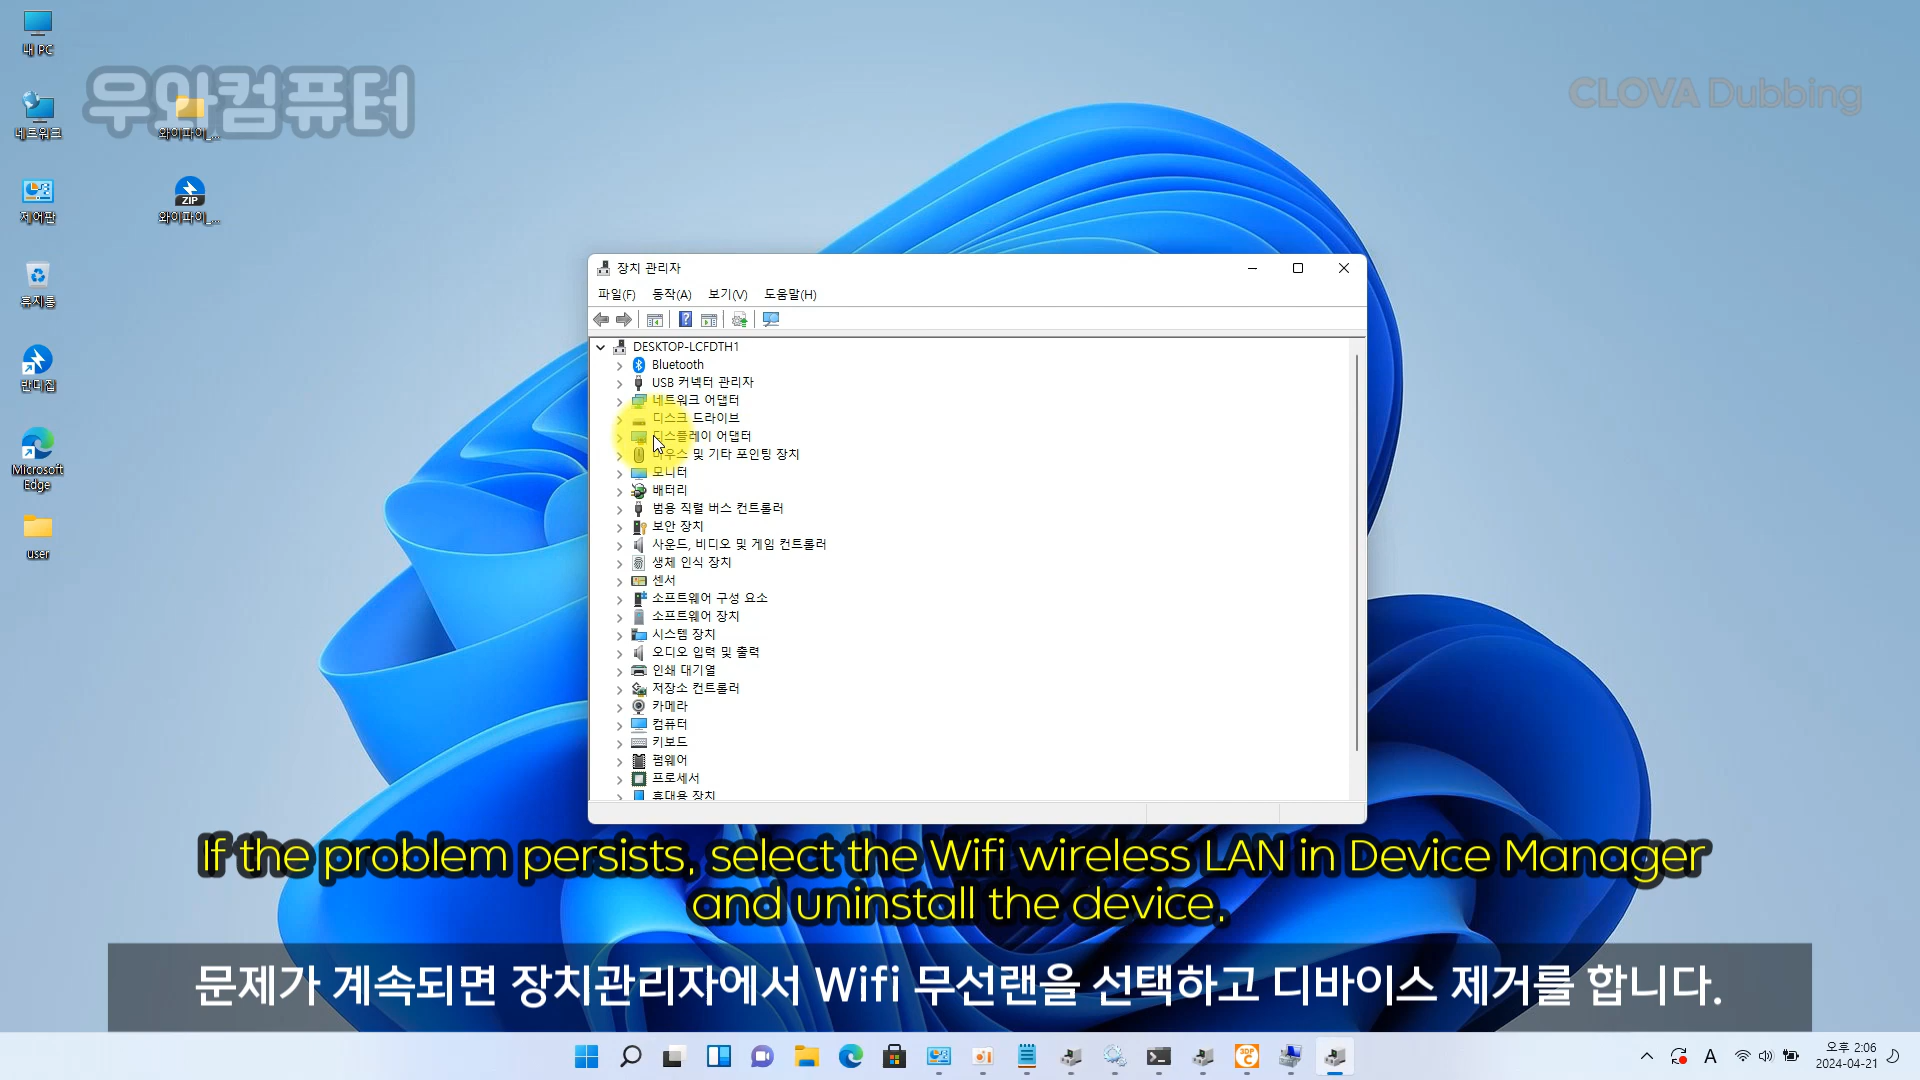 내 PC
우와컴퓨터
CLOVA Dubbing
네트워크
와이파이_...
제어판
ZIP
와이파이_...
휴지통
반디집
Microsoft
Edge
user
장치 관리자
파일(F) 동작(A) 보기(V) 도움말(H)
DESKTOP-LCFDTH1
Bluetooth
USB 커넥터 관리자
네트워크 어댑터
디스크 드라이브
디스플레이 어댑터
마우스 및 기타 포인팅 장치
모니터
배터리
범용 직렬 버스 컨트롤러
보안 장치
사운드, 비디오 및 게임 컨트롤러
생체 인식 장치
센서
소프트웨어 구성 요소
소프트웨어 장치
시스템 장치
오디오 입력 및 출력
인쇄 대기열
저장소 컨트롤러
카메라
컴퓨터
키보드
펌웨어
프로세서
휴대용 장치
If the problem persists, select the Wifi wireless LAN in Device Manager
and uninstall the device.
문제가 계속되면 장치관리자에서 Wifi 무선랜을 선택하고 디바이스 제거를 합니다.
A
오후 2:06
2024-04-21